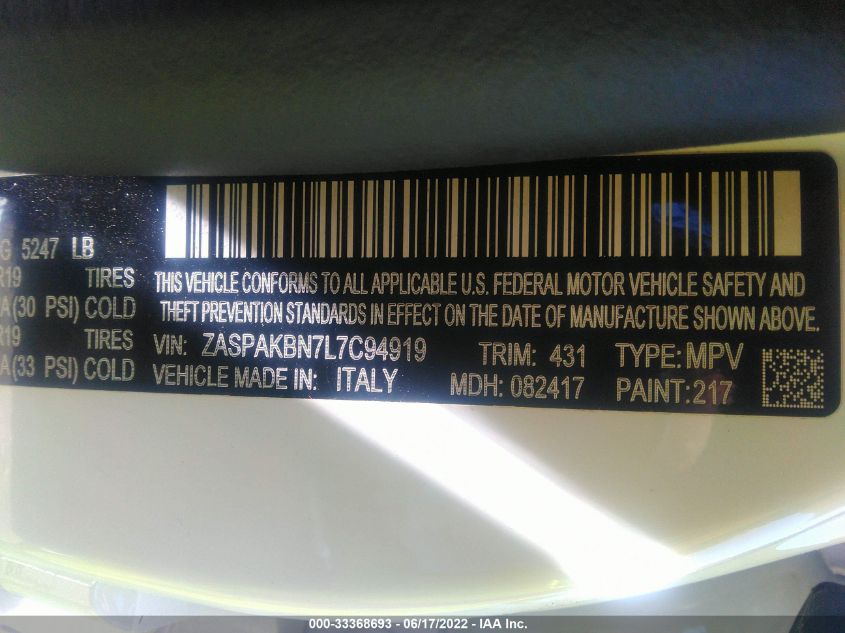 G 5247 LB
R19 TIRES
A(30 PSI) COLD
R19 TIRES
A(33 PSI) COLD
THIS VEHICLE CONFORMS TO ALL APPLICABLE U.S. FEDERAL MOTOR VEHICLE SAFETY AND
THEFT PREVENTION STANDARDS IN EFFECT ON THE DATE OF MANUFACTURE SHOWN ABOVE.
VIN: ZASPAKBN7L7C94919 TRIM: 431 TYPE: MPV
VEHICLE MADE IN: ITALY MDH: 082417 PAINT: 217
000-33368693 - 06/17/2022 - IAA Inc.